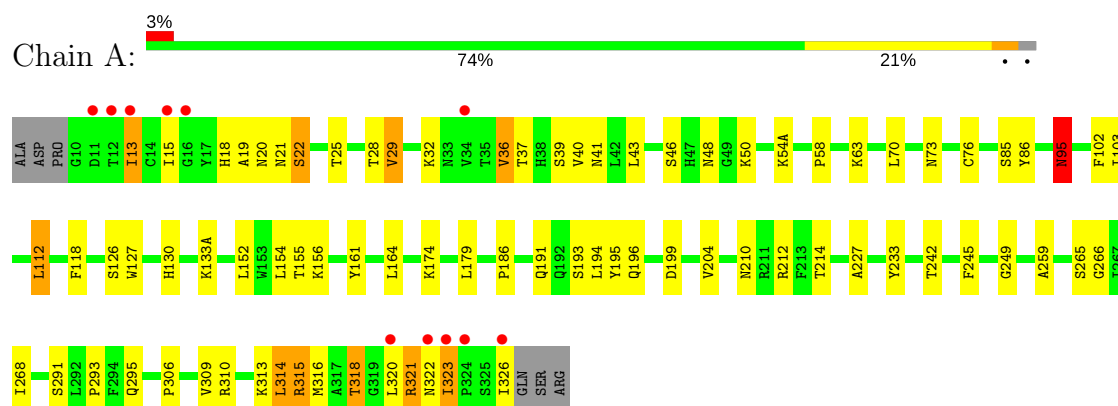 3%
Chain A:
74%
21%
•
•
ALA
ASP
PRO
G10
D11
T12
I13
C14
I15
G16
Y17
H18
A19
N20
N21
S22
T25
T28
V29
K32
N33
V34
T35
V36
T37
H38
S39
V40
N41
L42
L43
S46
H47
N48
G49
K50
K54A
P58
K63
L70
N73
C76
S85
Y86
N95
F102
I103
L112
F118
S126
W127
H130
K133A
L152
W153
L154
T155
K156
Y161
L164
K174
L179
P186
Q191
Q192
S193
L194
Y195
Q196
D199
V204
N210
R211
R212
F213
T214
A227
Y233
T242
F245
G249
A259
S265
G266
I267
I268
S291
L292
P293
F294
Q295
P306
V309
R310
K313
L314
R315
M316
A317
T318
G319
L320
R321
N322
I323
P324
S325
I326
GLN
SER
ARG